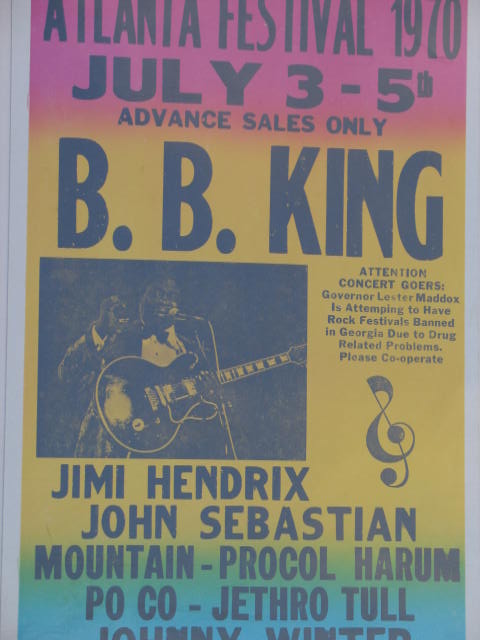 ATLANTA FESTIVAL 1970
JULY 3-5th
ADVANCE SALES ONLY
B. B. KING
ATTENTION
CONCERT GOERS:
Governor Lester Maddox
Is Attemping to Have
Rock Festivals Banned
in Georgia Due to Drug
Related Problems.
Please Co-operate
JIMI HENDRIX
JOHN SEBASTIAN
MOUNTAIN-PROCOL HARUM
PO CO - JETHRO TULL
JOHNNY WINTER